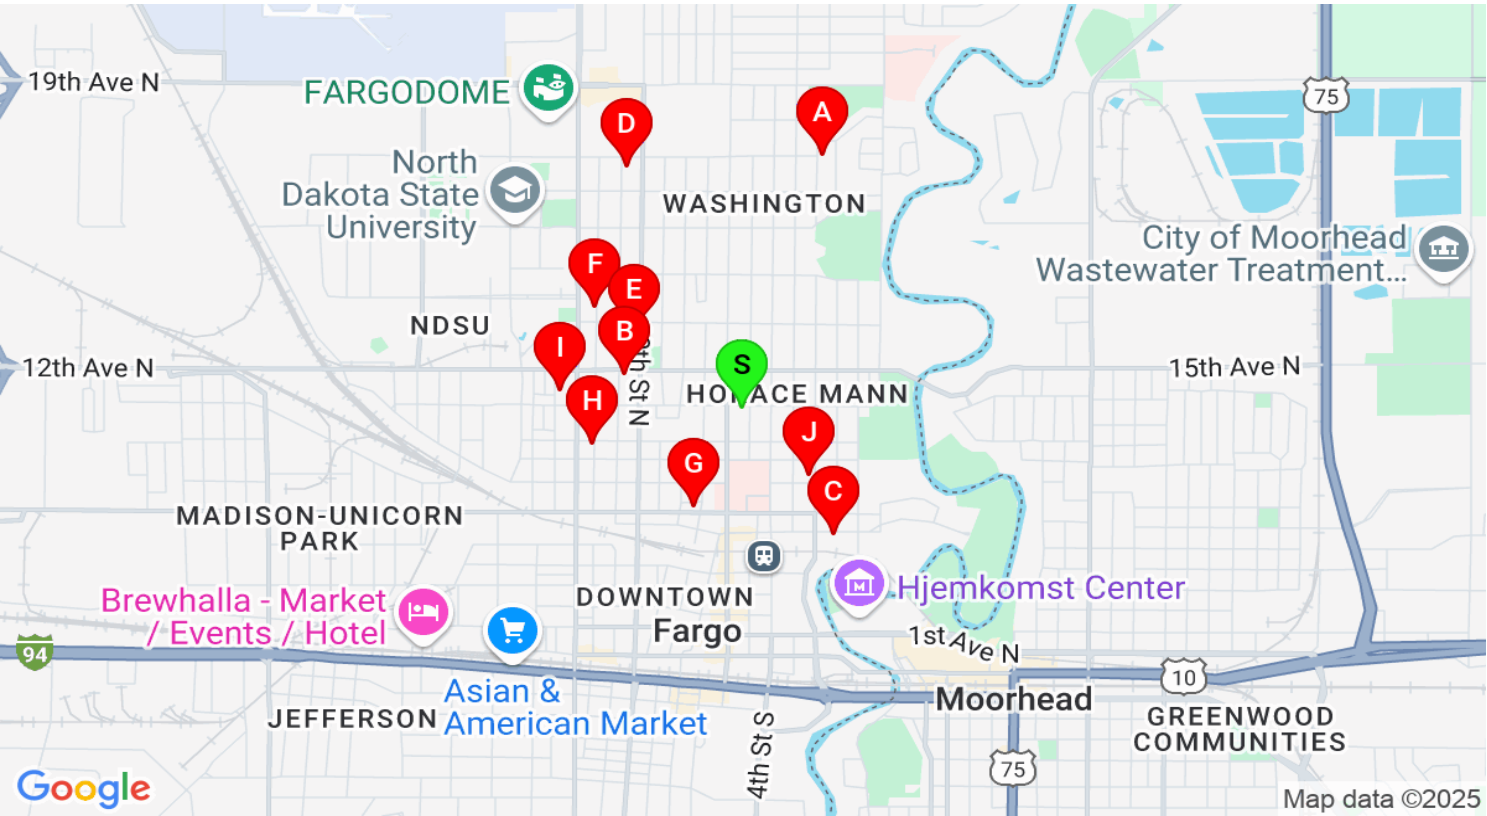 19th Ave N
FARGODOME
D
A
75
North
Dakota State
University
WASHINGTON
City of Moorhead
Wastewater Treatment...
F
E
NDSU
I
B
S
12th Ave N
15th Ave N
HORACE MANN
H
J
G
C
MADISON-UNICORN
PARK
Brewhalla - Market
/ Events / Hotel
DOWNTOWN
Fargo
Hjemkomst Center
1st Ave N
94
10
Moorhead
Asian &
American Market
JEFFERSON
4th St S
GREENWOOD
COMMUNITIES
75
Google
Map data ©2025